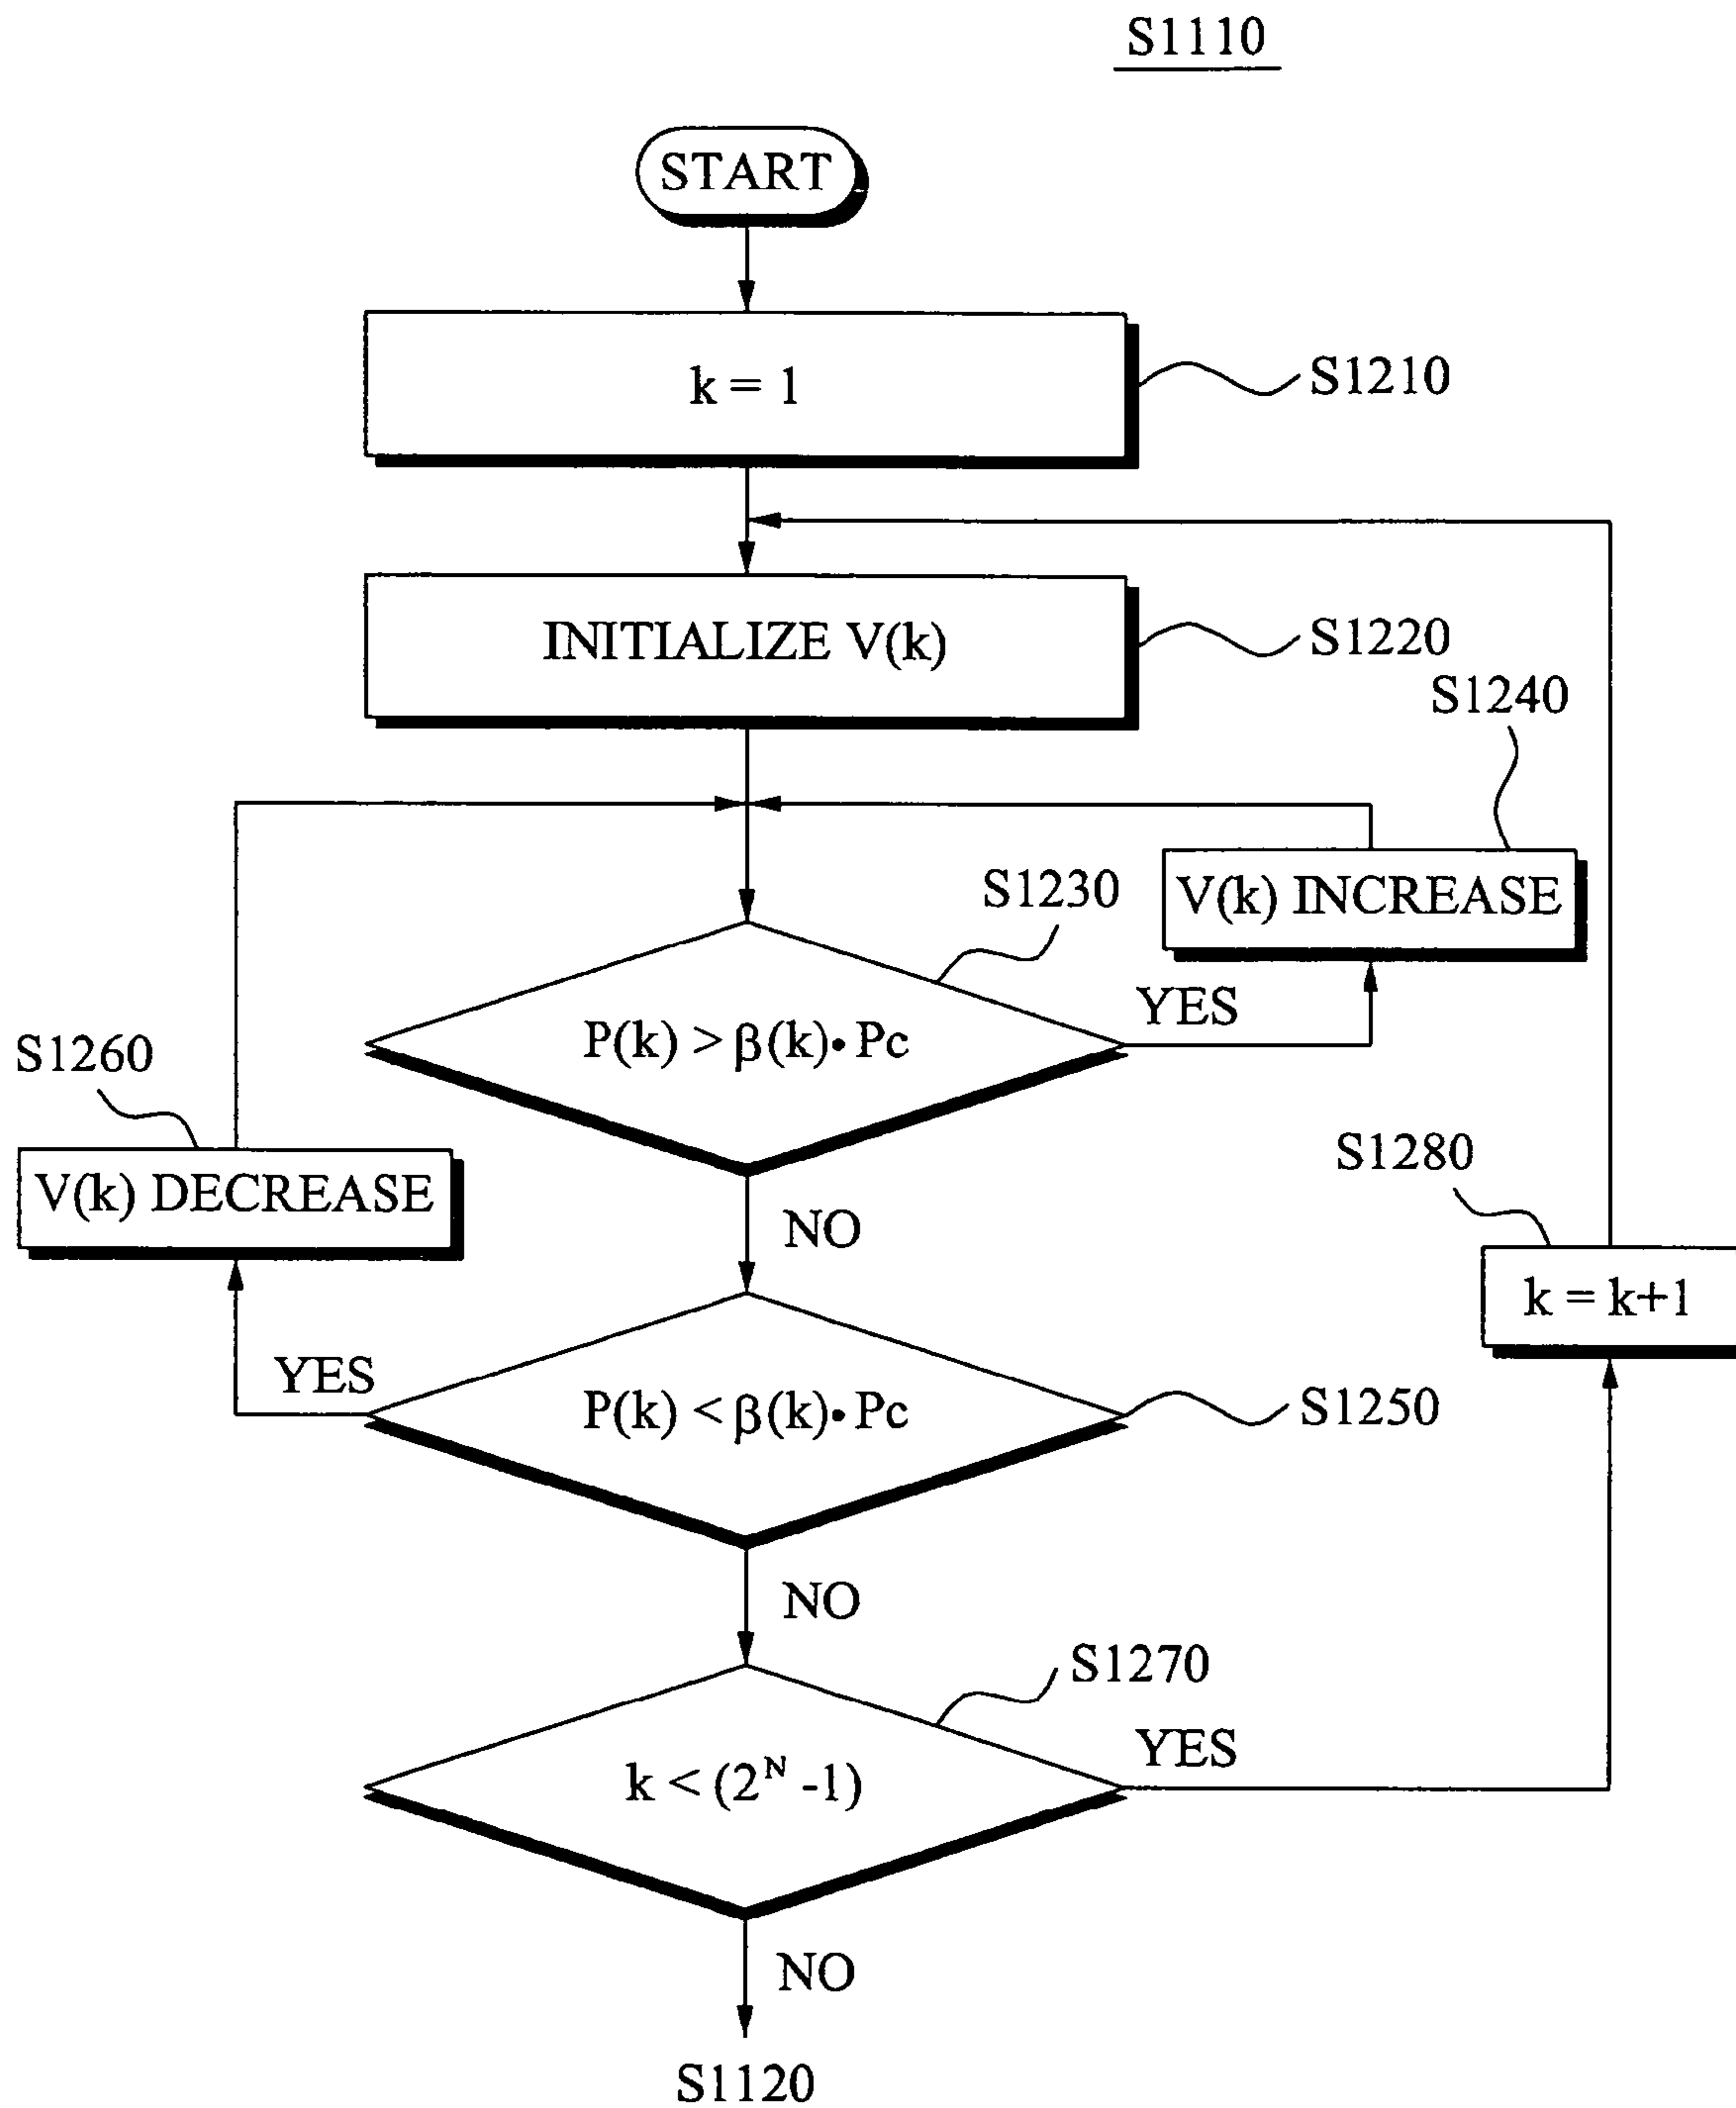 S1110
START
k = 1
S1210
INITIALIZE V(k)
S1220
S1240
V(k) INCREASE
S1230
P(k) > β(k)• Pc
YES
S1260
V(k) DECREASE
NO
S1280
k = k+1
YES
P(k) < β(k)• Pc
S1250
NO
S1270
k < (2^N -1)
YES
NO
S1120